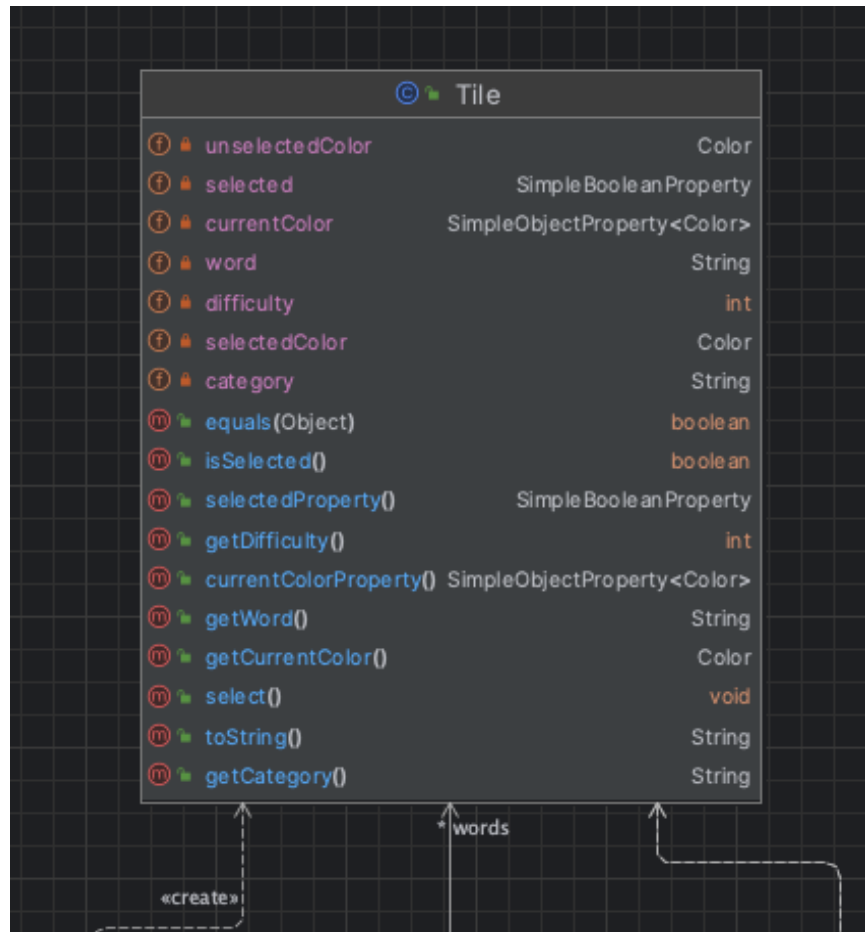 Tile
unselectedColor Color
selected SimpleBooleanProperty
currentColor SimpleObjectProperty<Color>
word String
difficulty int
selectedColor Color
category String
equals(Object) boolean
isSelected() boolean
selectedProperty() SimpleBooleanProperty
getDifficulty() int
currentColorProperty() SimpleObjectProperty<Color>
getWord() String
getCurrentColor() Color
select() void
toString() String
getCategory() String
* words
«create»